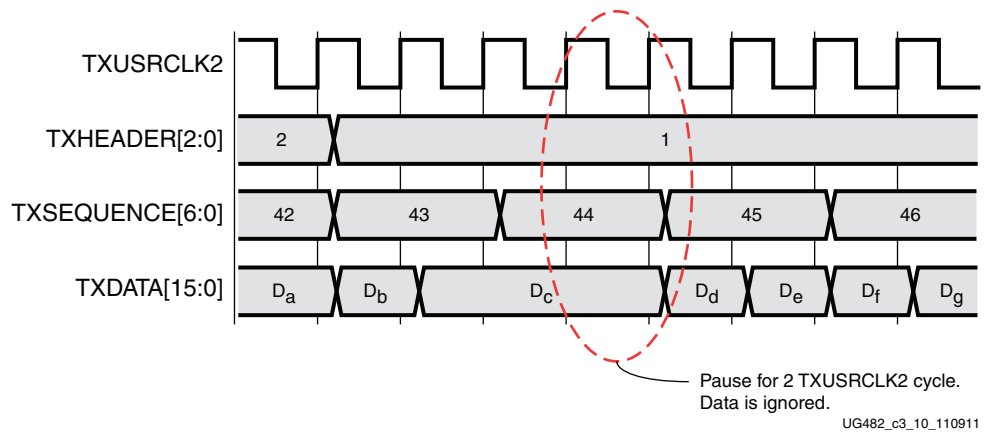 TXUSRCLK2
TXHEADER[2:0]
2
1
TXSEQUENCE[6:0]
42
43
44
45
46
TXDATA[15:0]
Da
Db
Dc
Dd
De
Df
Dg
Pause for 2 TXUSRCLK2 cycle.
Data is ignored.
UG482_c3_10_110911